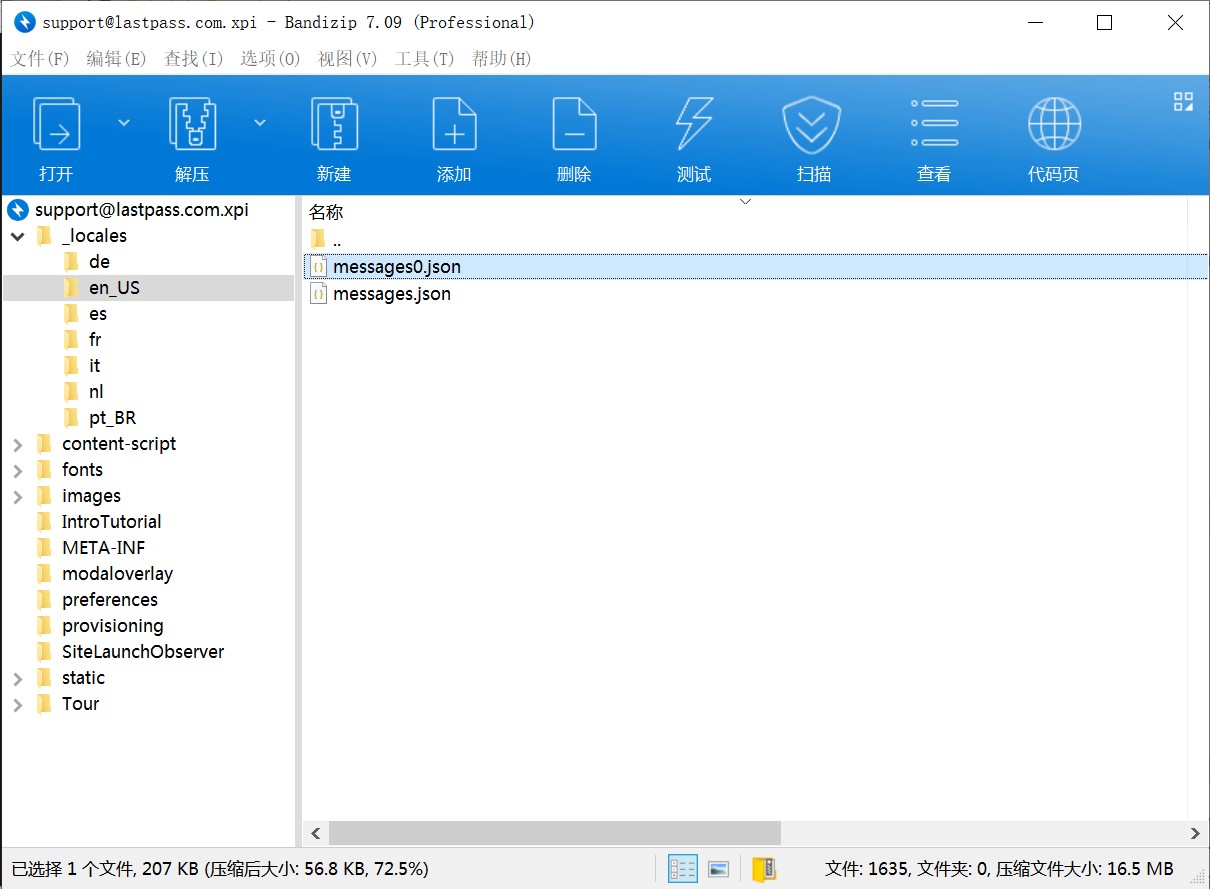 support@lastpass.com.xpi - Bandizip 7.09 (Professional)
文件(F) 编辑(E) 查找(I) 选项(O) 视图(V) 工具(T) 帮助(H)
打开 解压 新建 添加 删除 测试 扫描 查看 代码页
support@lastpass.com.xpi
_locales
de
en_US
es
fr
it
nl
pt_BR
content-script
fonts
images
IntroTutorial
META-INF
modaloverlay
preferences
provisioning
SiteLaunchObserver
static
Tour
名称
..
messages0.json
messages.json
已选择 1 个文件, 207 KB (压缩后大小: 56.8 KB, 72.5%)
文件: 1635, 文件夹: 0, 压缩文件大小: 16.5 MB